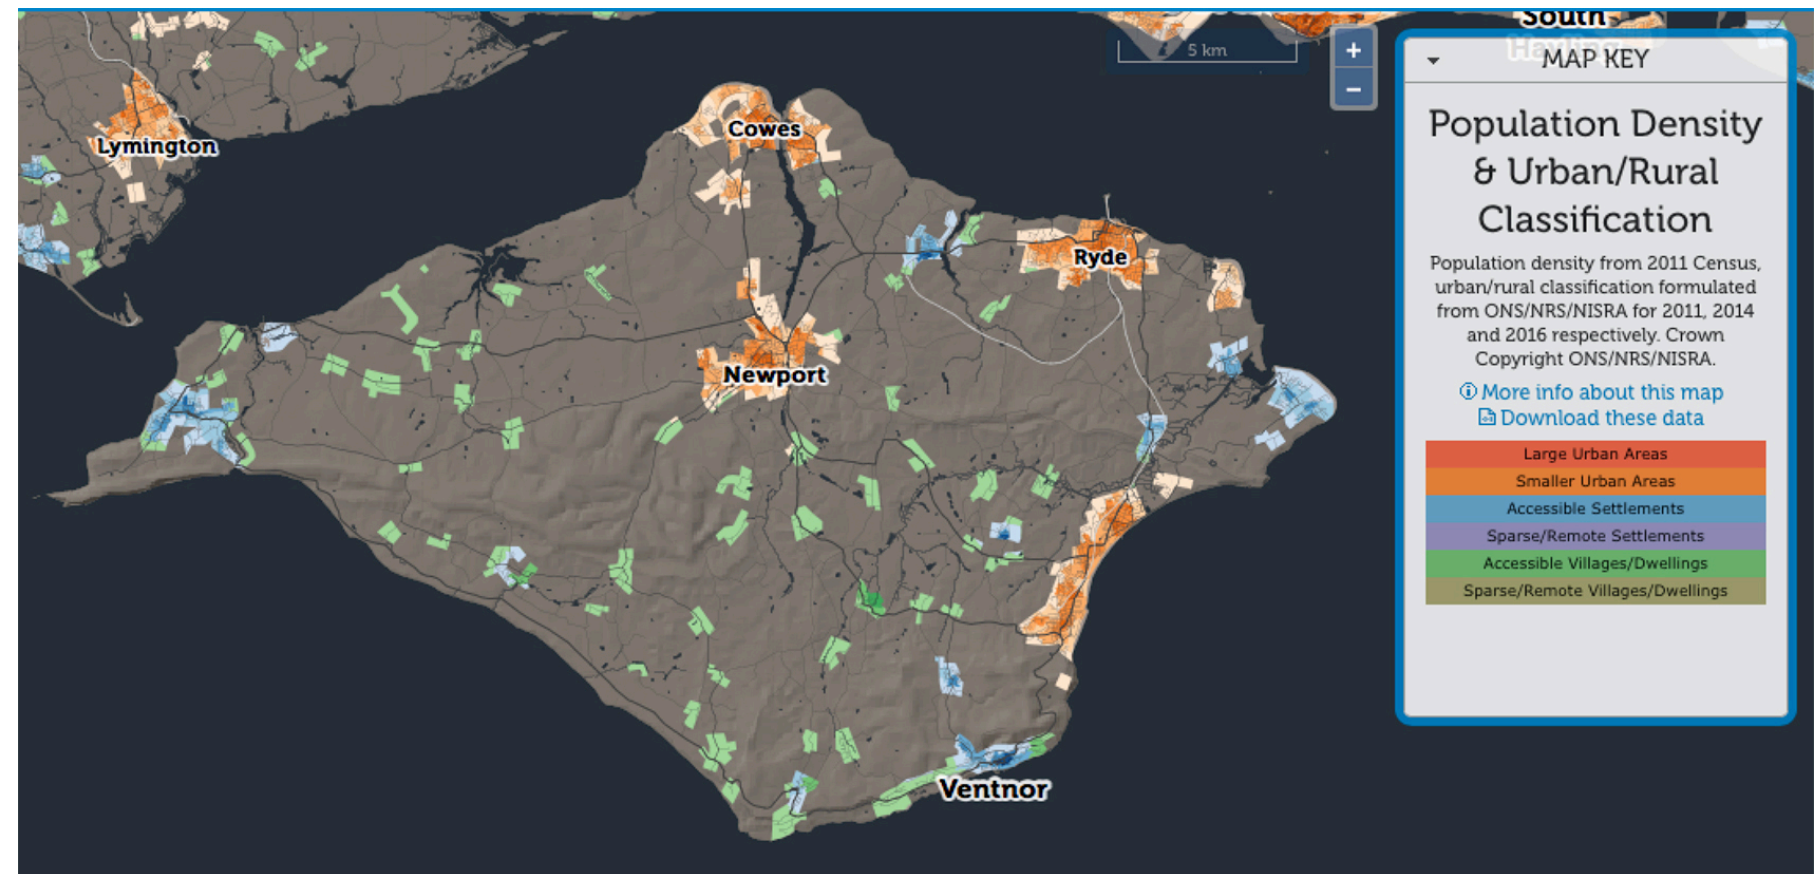 South
Hayling
5 km
+
−
Lymington
Cowes
Ryde
Newport
Ventnor
MAP KEY
Population Density
& Urban/Rural
Classification
Population density from 2011 Census,
urban/rural classification formulated
from ONS/NRS/NISRA for 2011, 2014
and 2016 respectively. Crown
Copyright ONS/NRS/NISRA.
More info about this map
Download these data
Large Urban Areas
Smaller Urban Areas
Accessible Settlements
Sparse/Remote Settlements
Accessible Villages/Dwellings
Sparse/Remote Villages/Dwellings